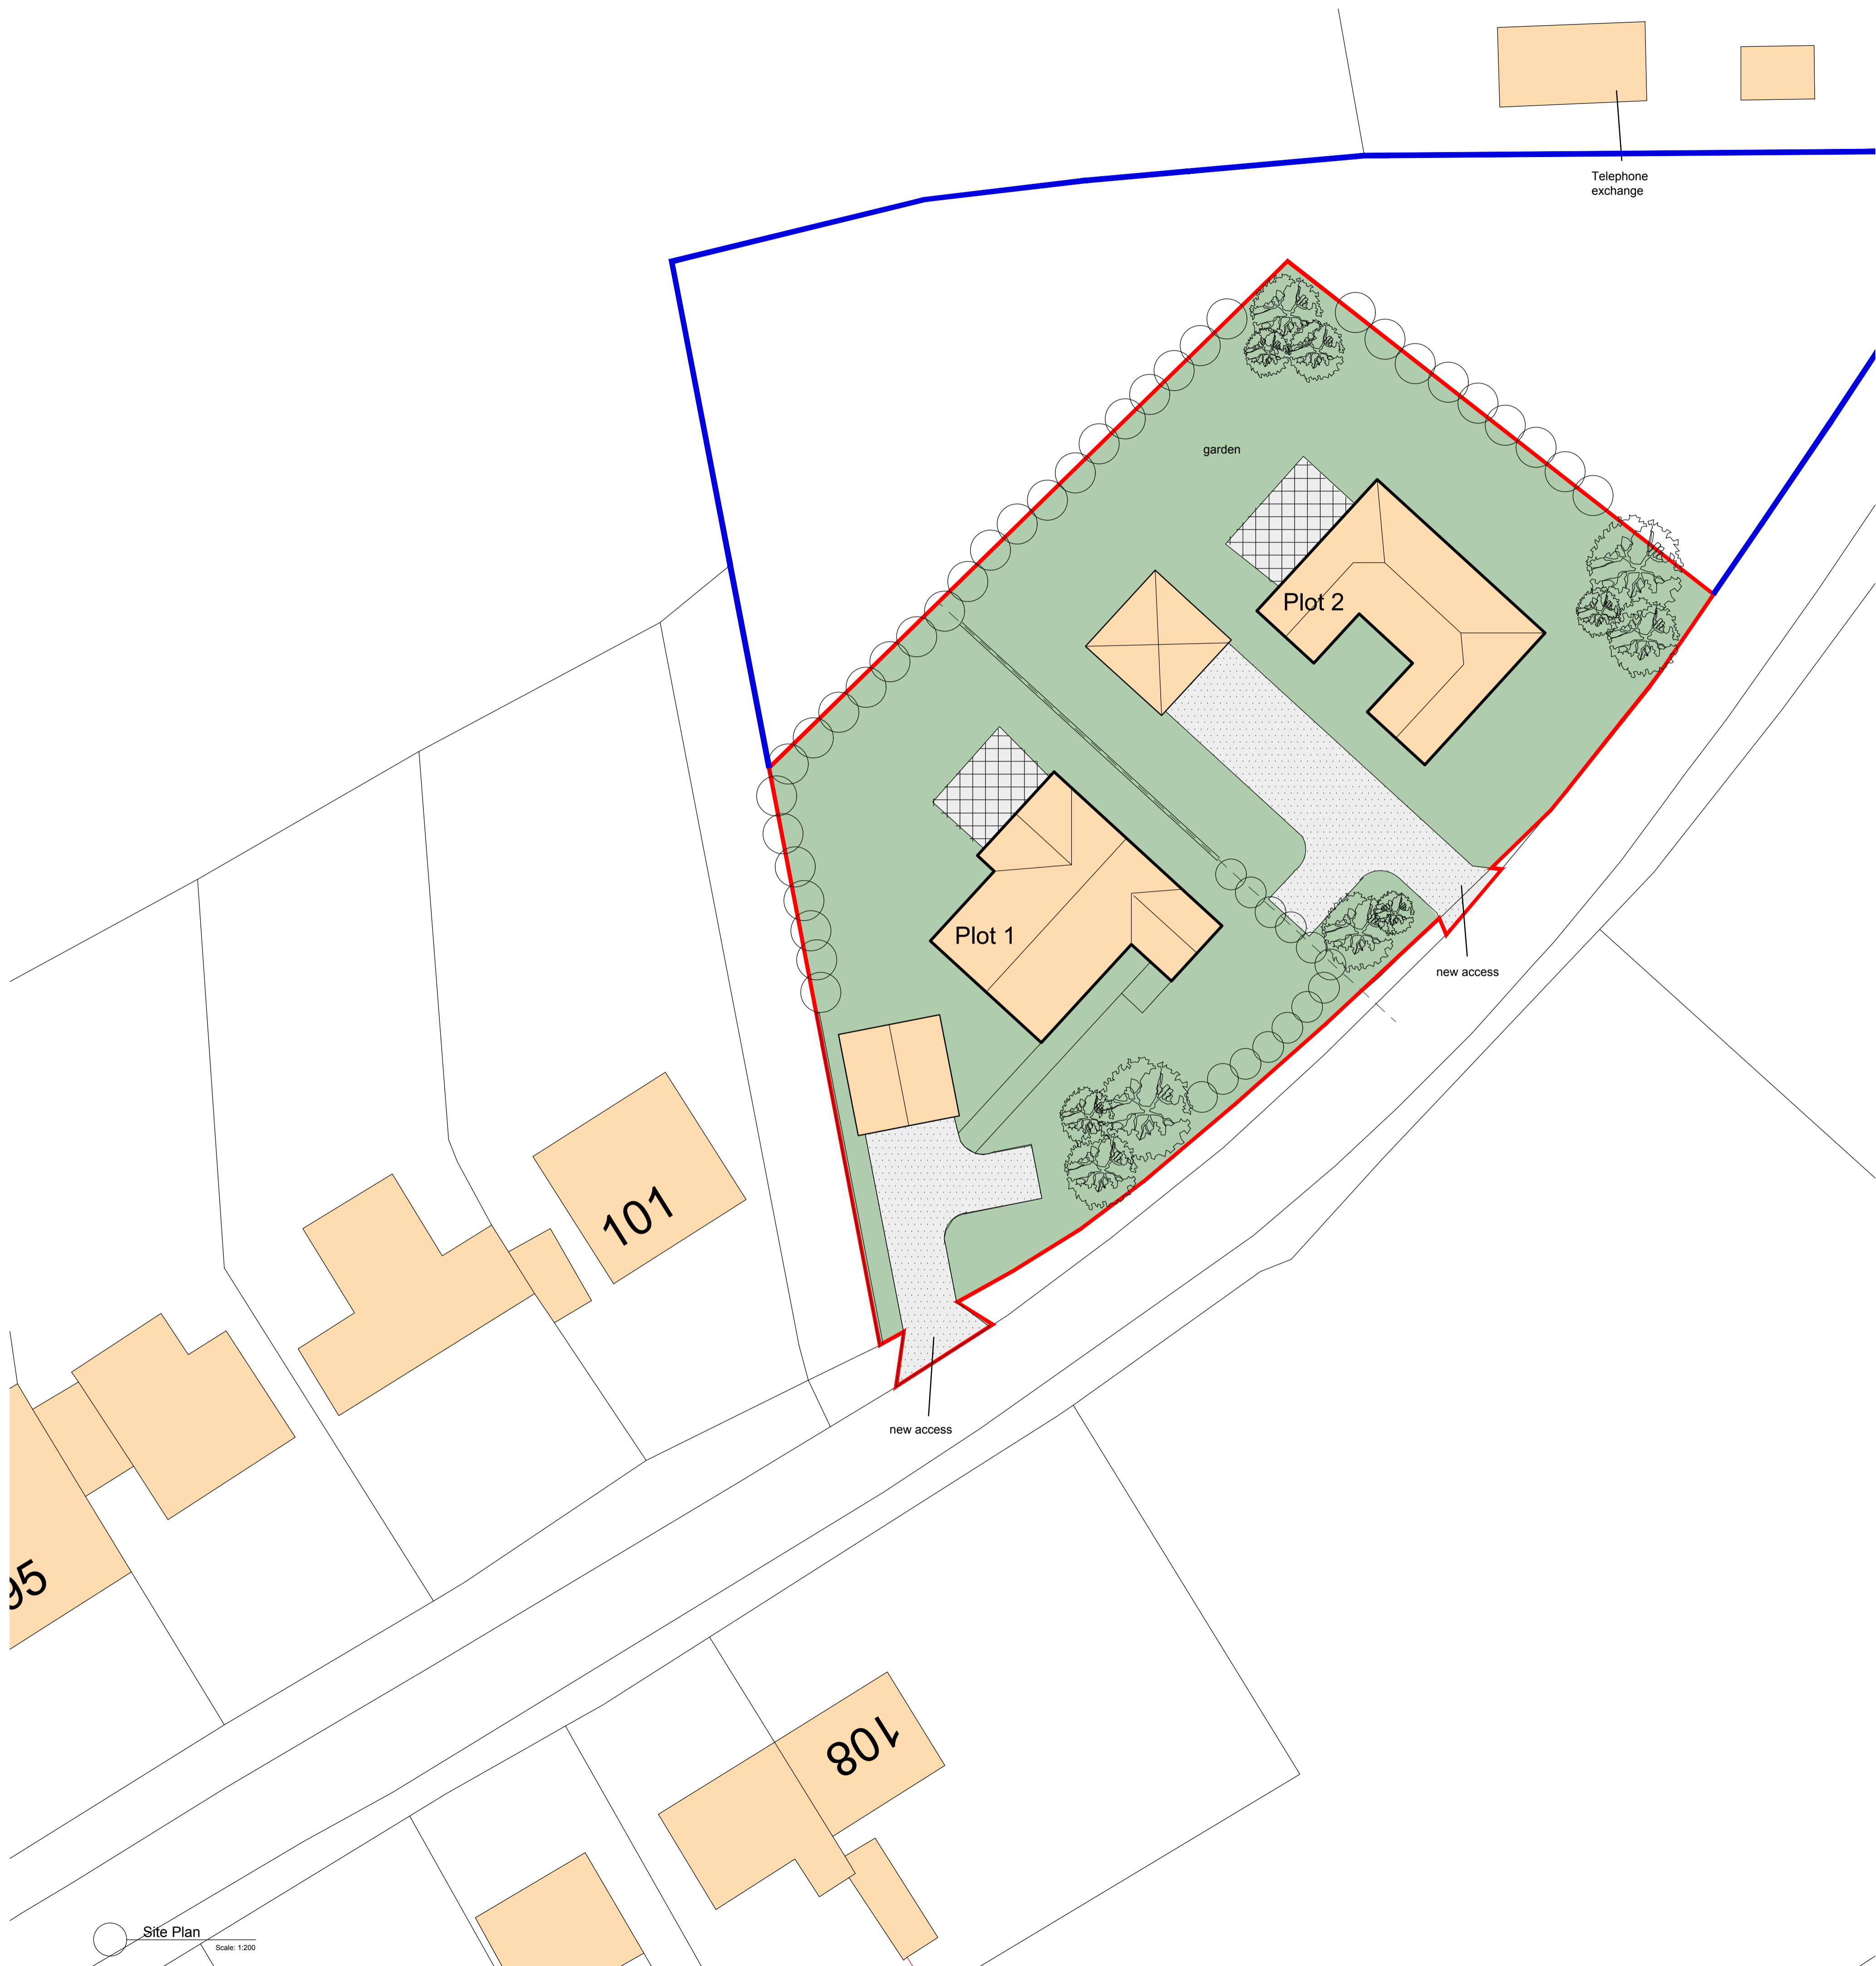 Telephone
exchange
garden
Plot 2
Plot 1
new access
new access
101
95
108
Site Plan
Scale: 1:200